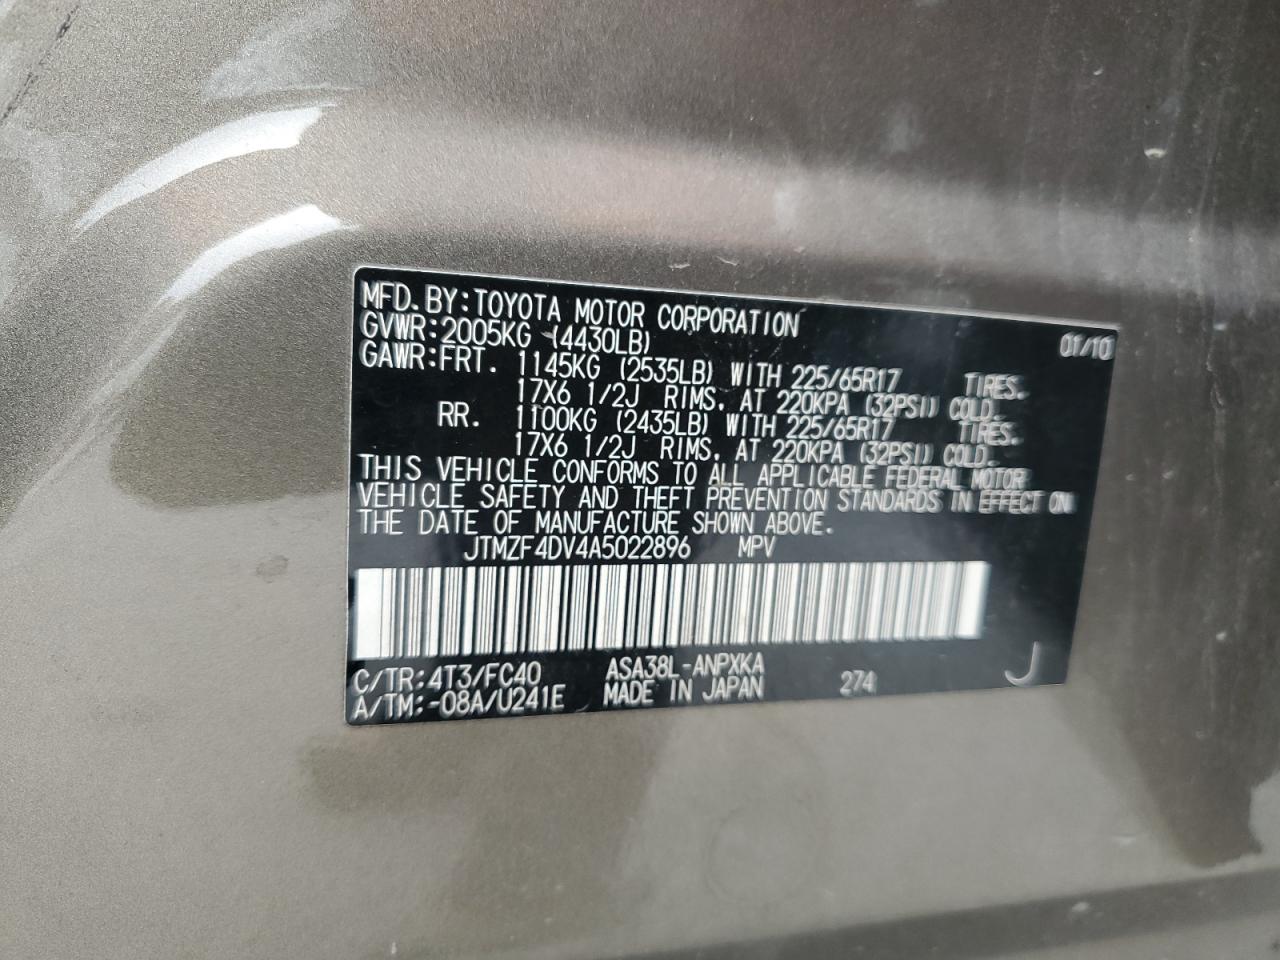 MFD. BY: TOYOTA MOTOR CORPORATION 01/10
GVWR: 2005KG (4430LB)
GAWR: FRT. 1145KG (2535LB) WITH 225/65R17 TIRES.
17X6 1/2J RIMS, AT 220KPA (32PSI) COLD.
RR. 1100KG (2435LB) WITH 225/65R17 TIRES.
17X6 1/2J RIMS, AT 220KPA (32PSI) COLD.
THIS VEHICLE CONFORMS TO ALL APPLICABLE FEDERAL MOTOR
VEHICLE SAFETY AND THEFT PREVENTION STANDARDS IN EFFECT ON
THE DATE OF MANUFACTURE SHOWN ABOVE.
JTMZF4DV4A5022896 MPV
C/TR: 4T3/FC40 ASA38L-ANPXKA 274 J
A/TM: -08A/U241E MADE IN JAPAN